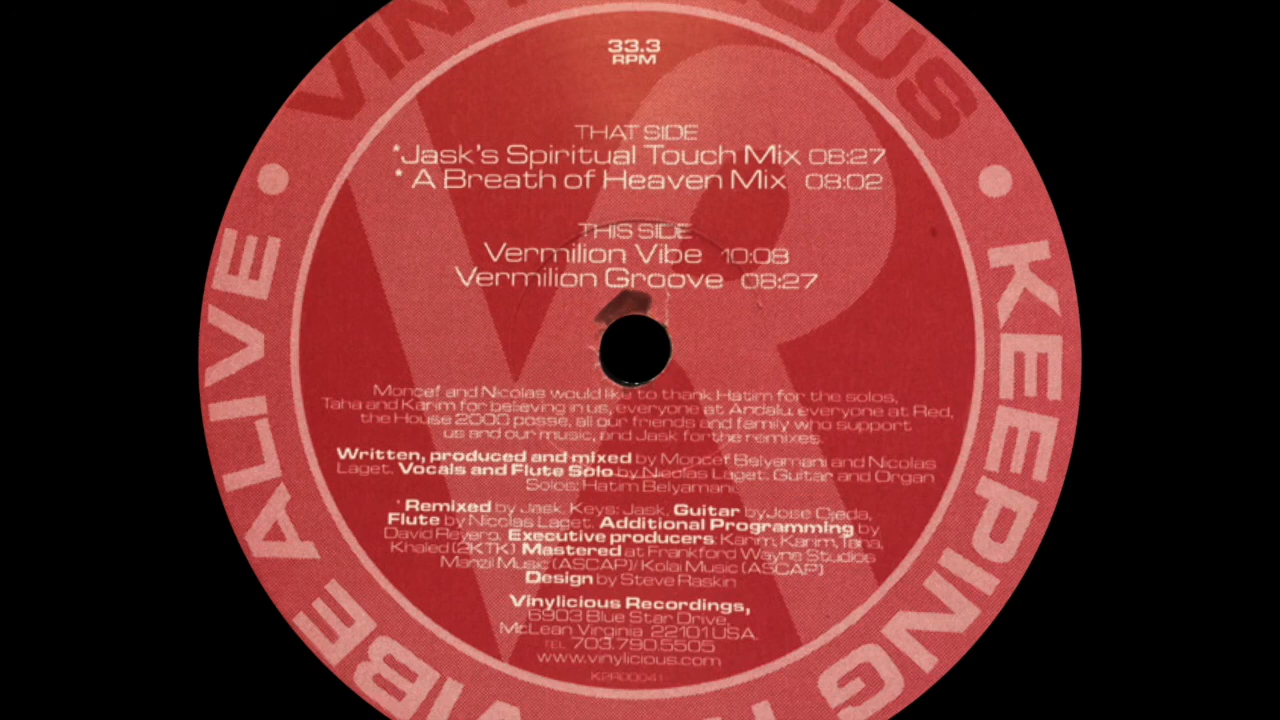 33.3
RPM
THAT SIDE
*Jask's Spiritual Touch Mix 08:27
* A Breath of Heaven Mix 08:02
THIS SIDE
Vermilion Vibe 10:08
Vermilion Groove 08:27
Moncef and Nicolas would like to thank Hatim for the solos,
Taha and Karim for believing in us, everyone at Andalu, everyone at Red,
the House 2000 posse, all our friends and family who support
us and our music, and Jask for the remixes.
Written, produced and mixed by Moncef Belyamani and Nicolas
Laget. Vocals and Flute Solo by Nicolas Laget. Guitar and Organ
Solos: Hatim Belyamani
* Remixed by Jask, Keys: Jask, Guitar by Jose Ojeda,
Flute by Nicolas Laget. Additional Programming by
David Reyero. Executive producers: Karim, Karim, Taha,
Khaled (2KTK) Mastered at Frankford Wayne Studios
Manzil Music (ASCAP)/ Kolai Music (ASCAP)
Design by Steve Raskin
Vinylicious Recordings,
6903 Blue Star Drive,
McLean Virginia 22101 USA.
TEL 703.790.5505
www.vinylicious.com
K2R00041
KEEPING
VIBE ALIVE